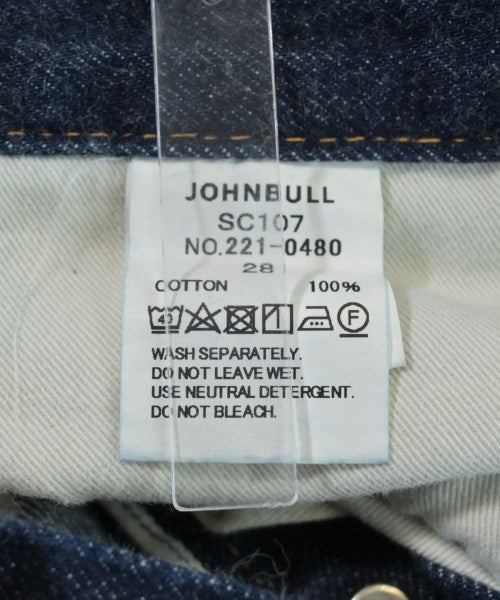 JOHNBULL
SC107
NO.221-0480
28
COTTON 100%
40 F
WASH SEPARATELY.
DO NOT LEAVE WET.
USE NEUTRAL DETERGENT.
DO NOT BLEACH.